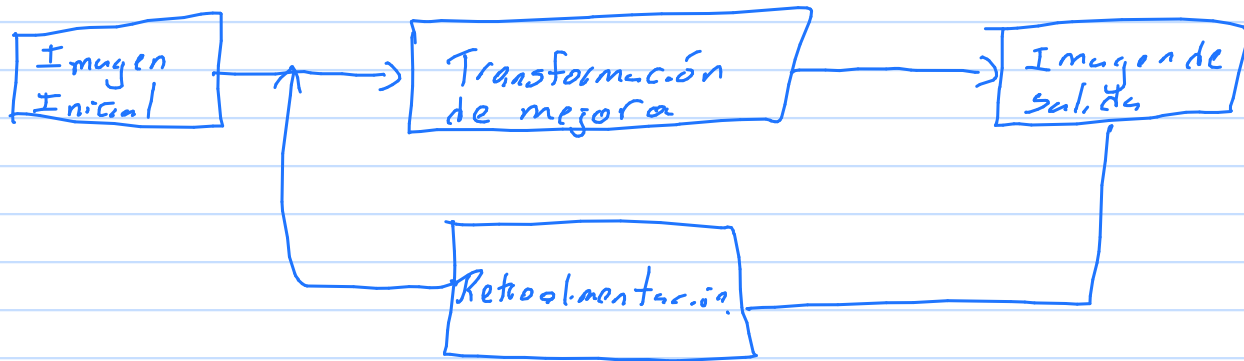 Imagen
Inicial
Transformación
de mejora
Imagen de
salida
Retroalimentación